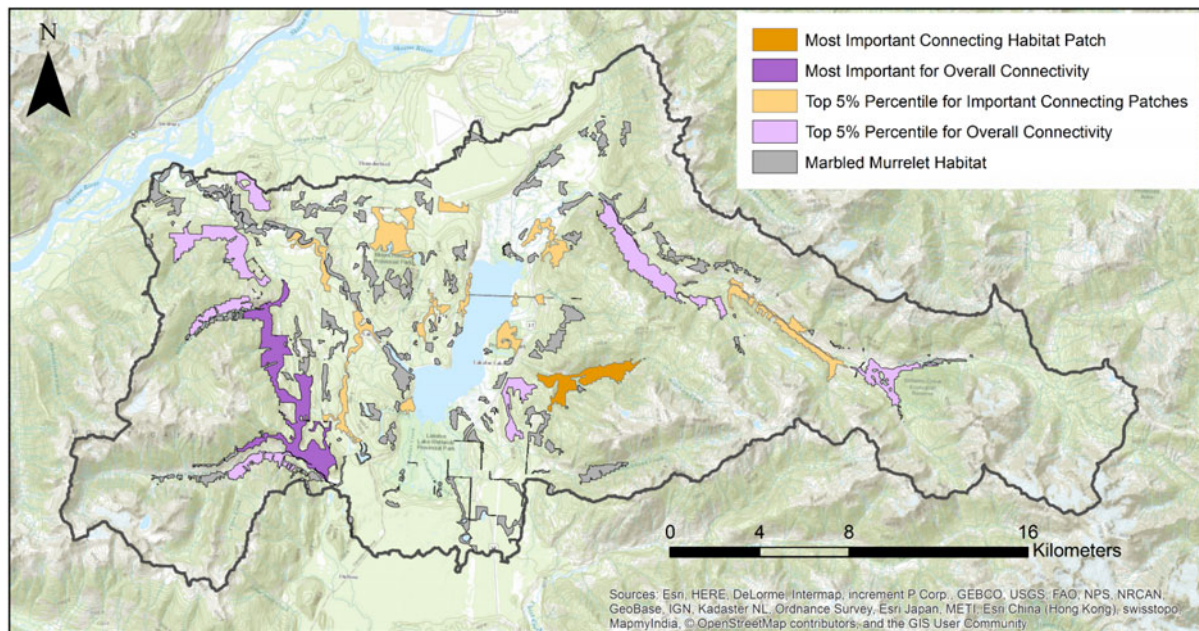 N
Most Important Connecting Habitat Patch
Most Important for Overall Connectivity
Top 5% Percentile for Important Connecting Patches
Top 5% Percentile for Overall Connectivity
Marbled Murrelet Habitat
0 4 8 16
Kilometers
Sources: Esri, HERE, DeLorme, Intermap, increment P Corp., GEBCO, USGS, FAO, NPS, NRCAN,
GeoBase, IGN, Kadaster NL, Ordnance Survey, Esri Japan, METI, Esri China (Hong Kong), swisstopo,
MapmyIndia, © OpenStreetMap contributors, and the GIS User Community